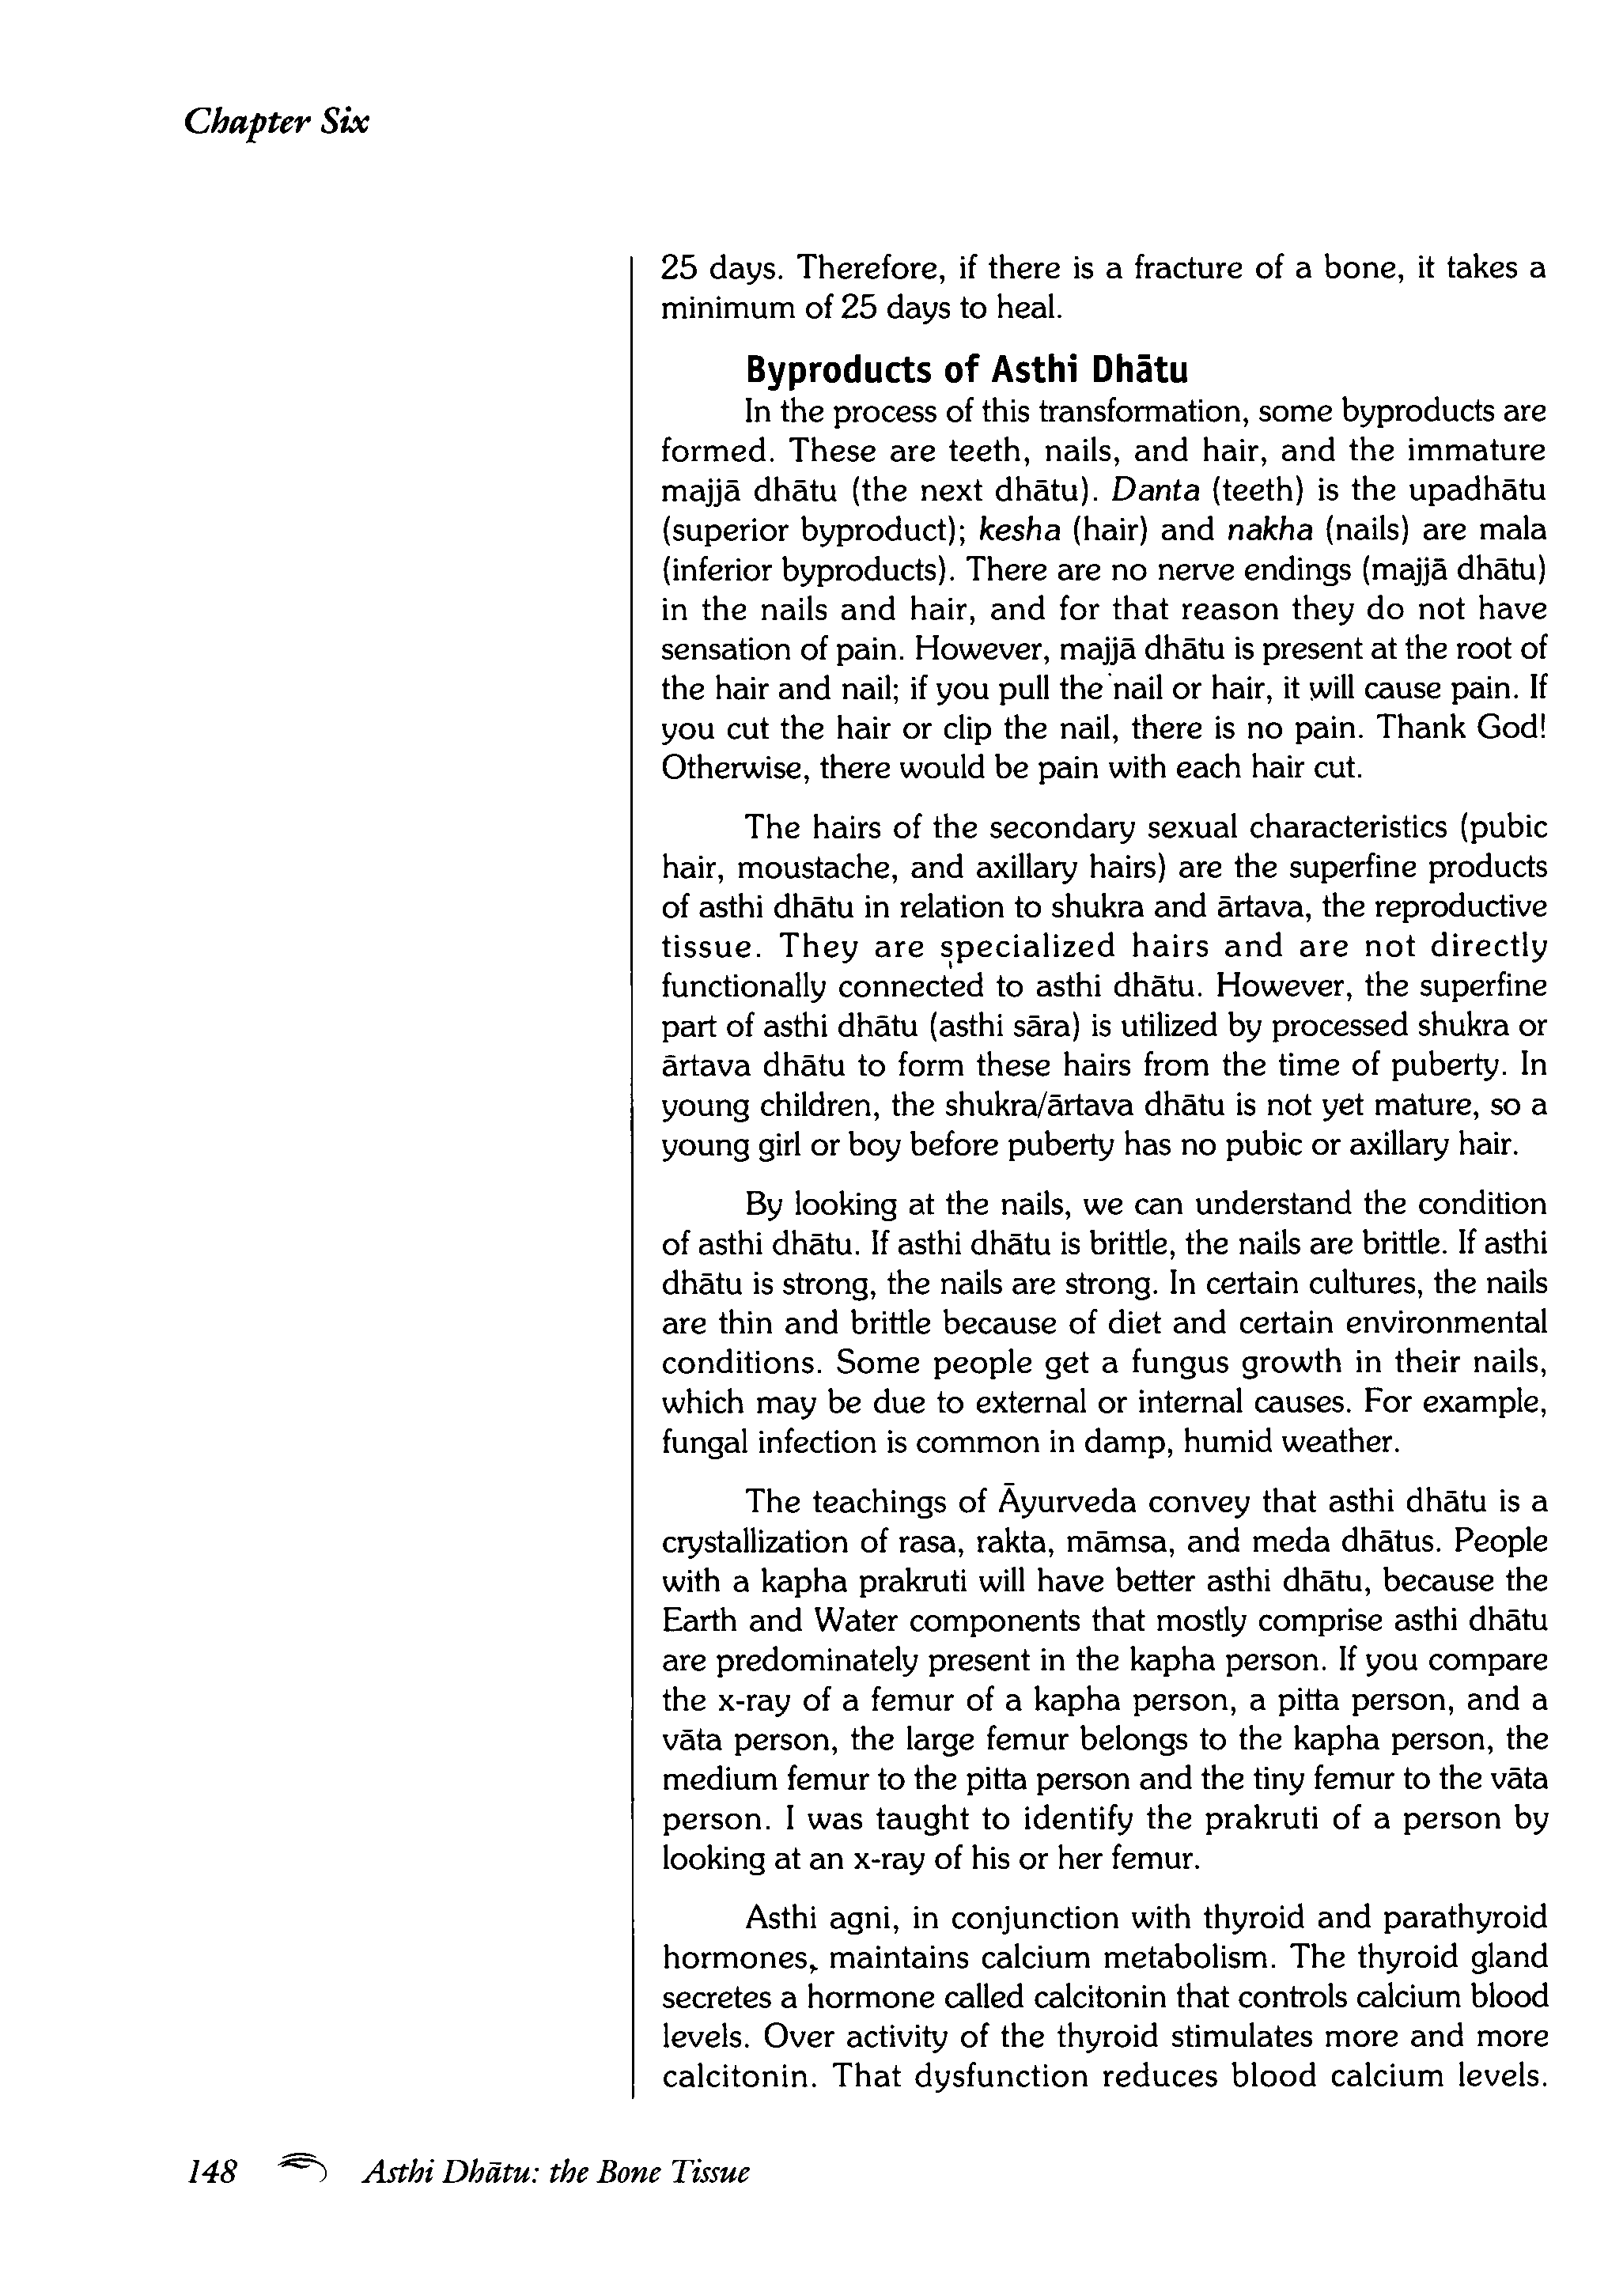 Chapter Six
25 days. Therefore, if there is a fracture of a bone, it takes a
minimum of 25 days to heal.
Byproducts of Asthi Dhātu
In the process of this transformation, some byproducts are
formed. These are teeth, nails, and hair, and the immature
majjā dhātu (the next dhātu). Danta (teeth) is the upadhātu
(superior byproduct); kesha (hair) and nakha (nails) are mala
(inferior byproducts). There are no nerve endings (majjā dhātu)
in the nails and hair, and for that reason they do not have
sensation of pain. However, majjā dhātu is present at the root of
the hair and nail; if you pull the nail or hair, it will cause pain. If
you cut the hair or clip the nail, there is no pain. Thank God!
Otherwise, there would be pain with each hair cut.
The hairs of the secondary sexual characteristics (pubic
hair, moustache, and axillary hairs) are the superfine products
of asthi dhātu in relation to shukra and ārtava, the reproductive
tissue. They are specialized hairs and are not directly
functionally connected to asthi dhātu. However, the superfine
part of asthi dhātu (asthi sāra) is utilized by processed shukra or
ārtava dhātu to form these hairs from the time of puberty. In
young children, the shukra/ārtava dhātu is not yet mature, so a
young girl or boy before puberty has no pubic or axillary hair.
By looking at the nails, we can understand the condition
of asthi dhātu. If asthi dhātu is brittle, the nails are brittle. If asthi
dhātu is strong, the nails are strong. In certain cultures, the nails
are thin and brittle because of diet and certain environmental
conditions. Some people get a fungus growth in their nails,
which may be due to external or internal causes. For example,
fungal infection is common in damp, humid weather.
The teachings of Āyurveda convey that asthi dhātu is a
crystallization of rasa, rakta, māmsa, and meda dhātus. People
with a kapha prakruti will have better asthi dhātu, because the
Earth and Water components that mostly comprise asthi dhātu
are predominately present in the kapha person. If you compare
the x-ray of a femur of a kapha person, a pitta person, and a
vāta person, the large femur belongs to the kapha person, the
medium femur to the pitta person and the tiny femur to the vāta
person. I was taught to identify the prakruti of a person by
looking at an x-ray of his or her femur.
Asthi agni, in conjunction with thyroid and parathyroid
hormones, maintains calcium metabolism. The thyroid gland
secretes a hormone called calcitonin that controls calcium blood
levels. Over activity of the thyroid stimulates more and more
calcitonin. That dysfunction reduces blood calcium levels.
148 Asthi Dhātu: the Bone Tissue